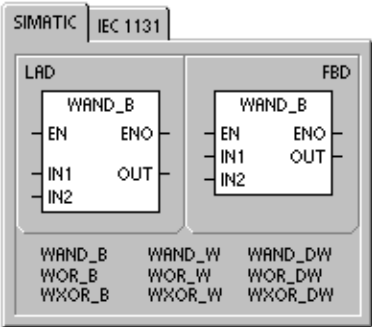 SIMATIC IEC 1131
LAD FBD
WAND_B WAND_B
EN ENO EN ENO
IN1 OUT IN1 OUT
IN2 IN2
WAND_B WAND_W WAND_DW
WOR_B WOR_W WOR_DW
WXOR_B WXOR_W WXOR_DW